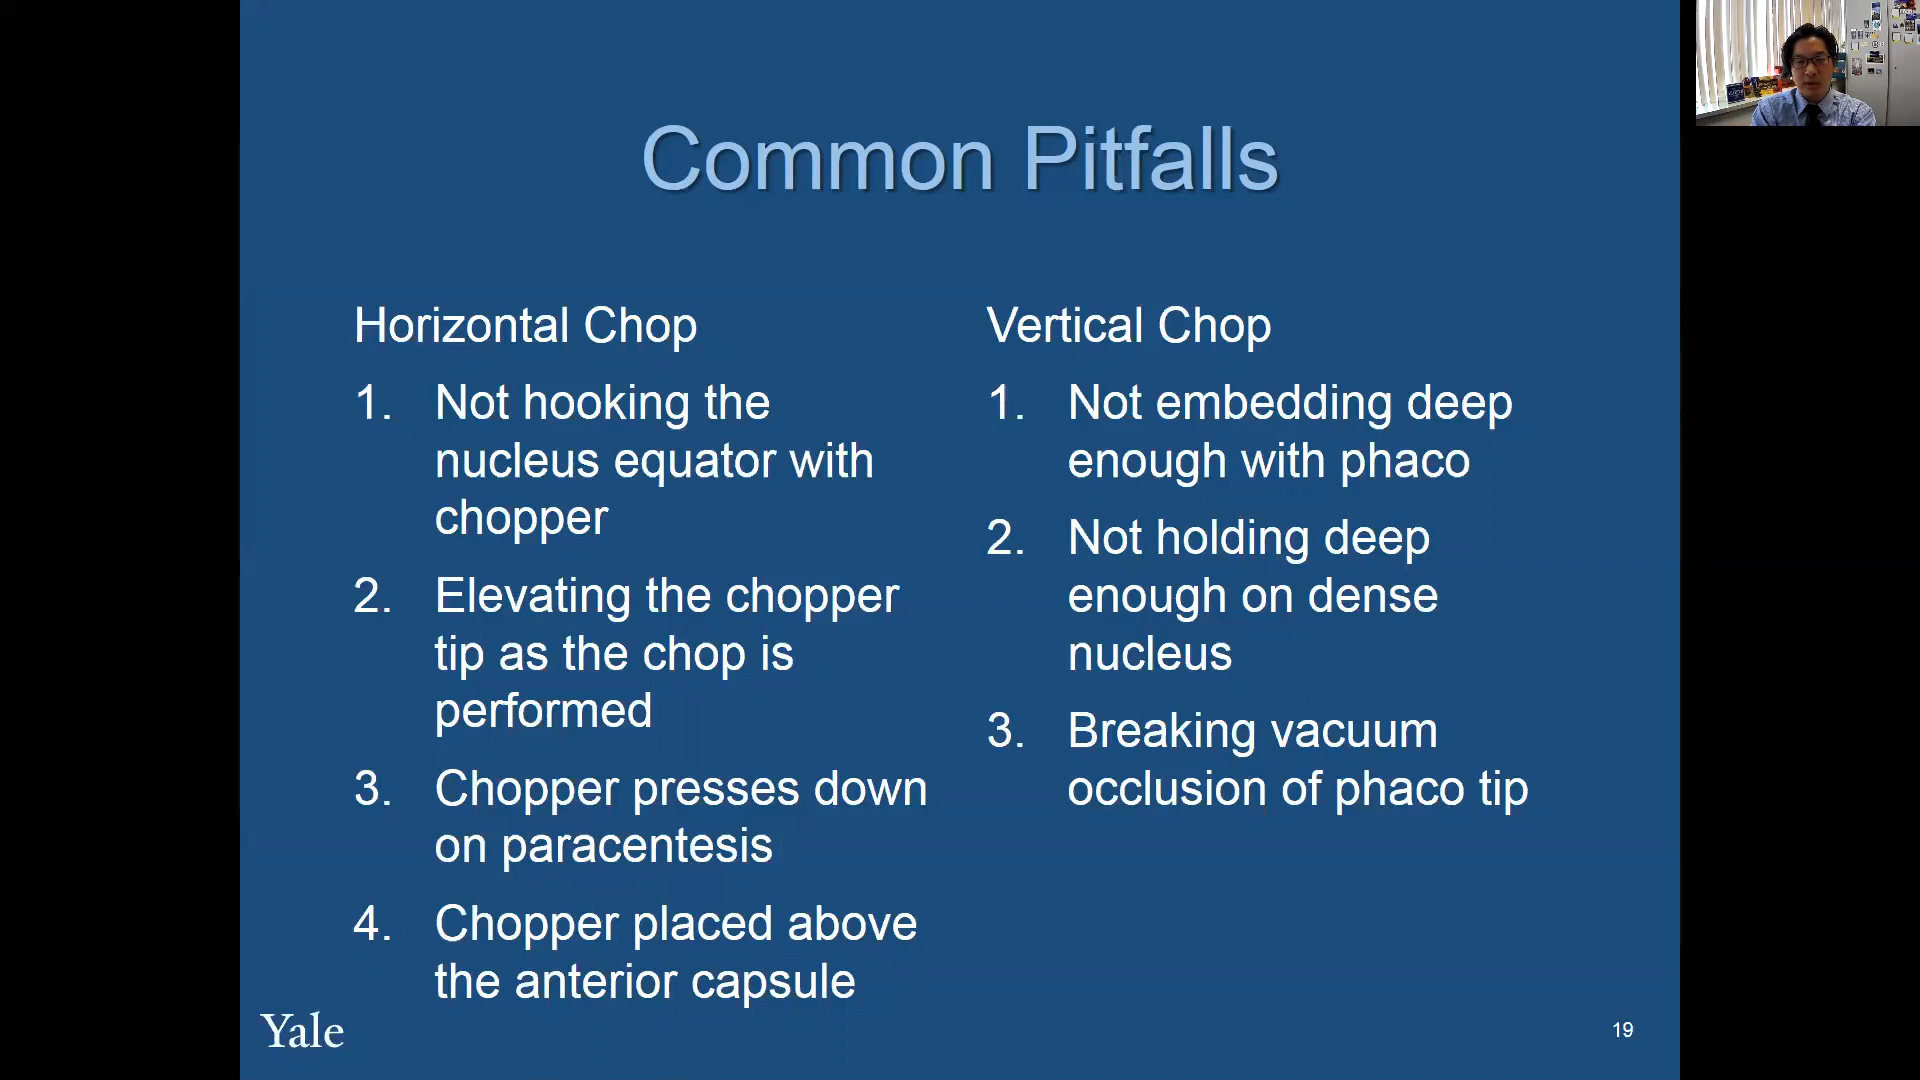 Common Pitfalls
Horizontal Chop
1. Not hooking the
nucleus equator with
chopper
2. Elevating the chopper
tip as the chop is
performed
3. Chopper presses down
on paracentesis
4. Chopper placed above
the anterior capsule
Vertical Chop
1. Not embedding deep
enough with phaco
2. Not holding deep
enough on dense
nucleus
3. Breaking vacuum
occlusion of phaco tip
Yale
19